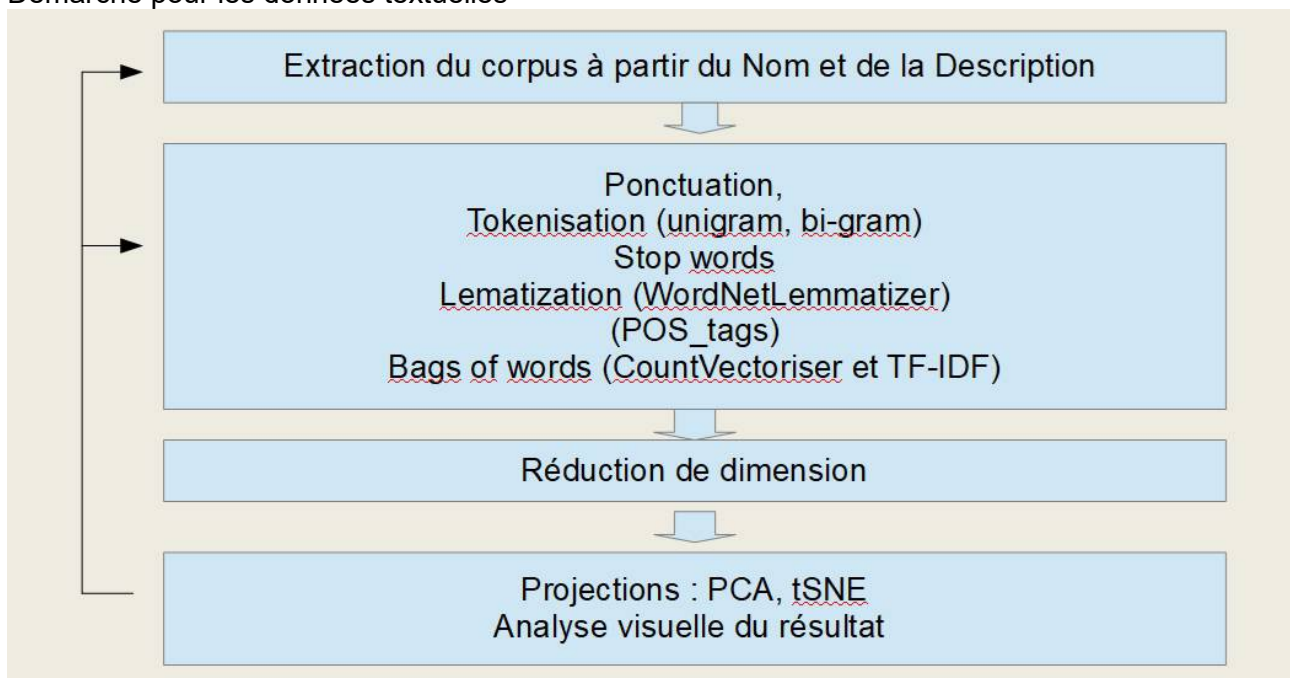 Démarche pour les données textuelles
Extraction du corpus à partir du Nom et de la Description
Ponctuation,
Tokenisation (unigram, bi-gram)
Stop words
Lematization (WordNetLemmatizer)
(POS_tags)
Bags of words (CountVectoriser et TF-IDF)
Réduction de dimension
Projections : PCA, tSNE
Analyse visuelle du résultat